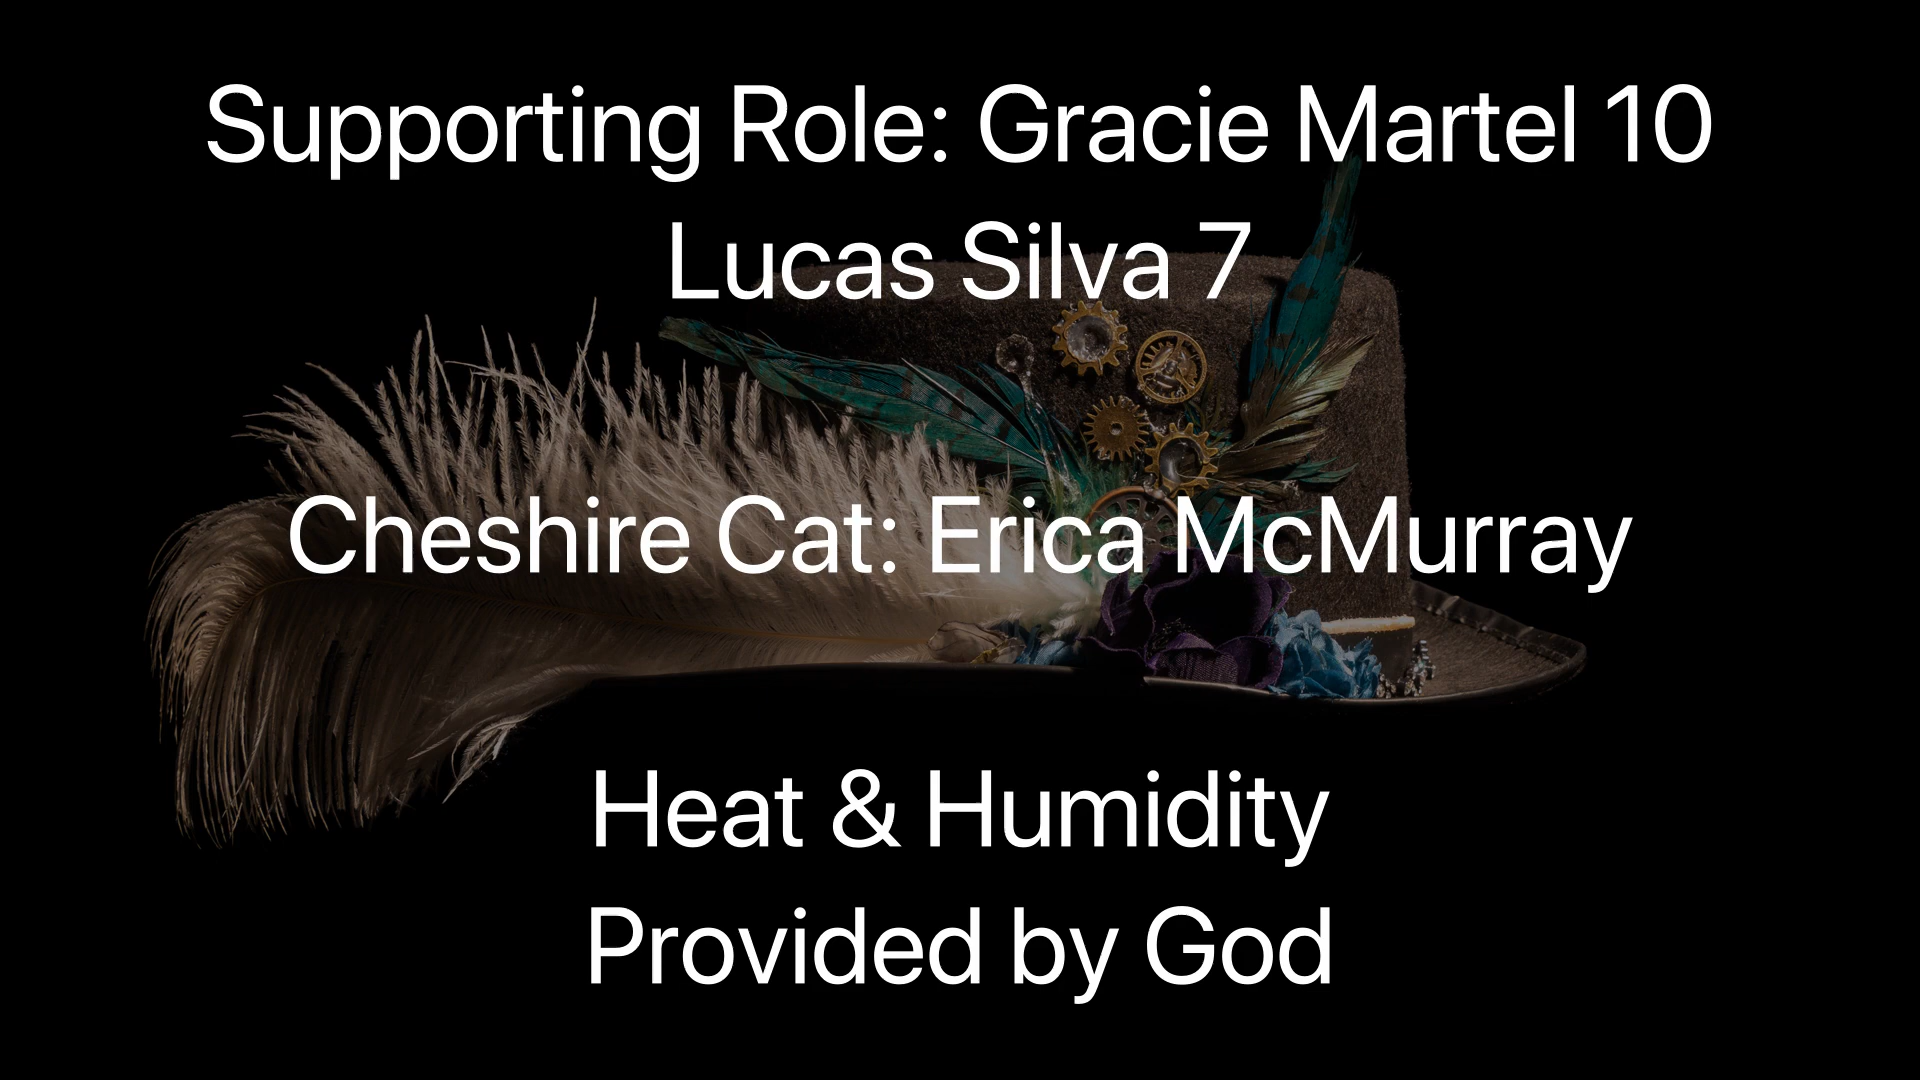 Supporting Role: Gracie Martel 10
Lucas Silva 7
Cheshire Cat: Erica McMurray
Heat & Humidity
Provided by God